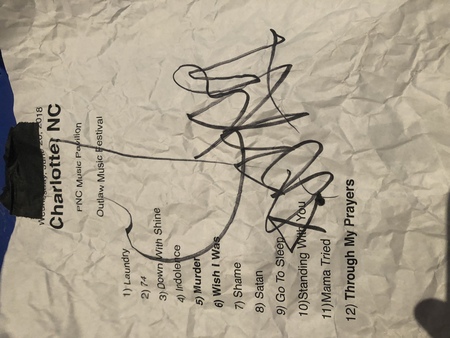 2018
Charlotte, NC
PNC Music Pavilion
Outlaw Music Festival
1) Laundry
2) 74
3) Down With Shine
4) Indolence
5) Murder
6) Wish I Was
7) Shame
8) Satan
9) Go To Sleep
10)Standing With You
11)Mama Tried
12) Through My Prayers